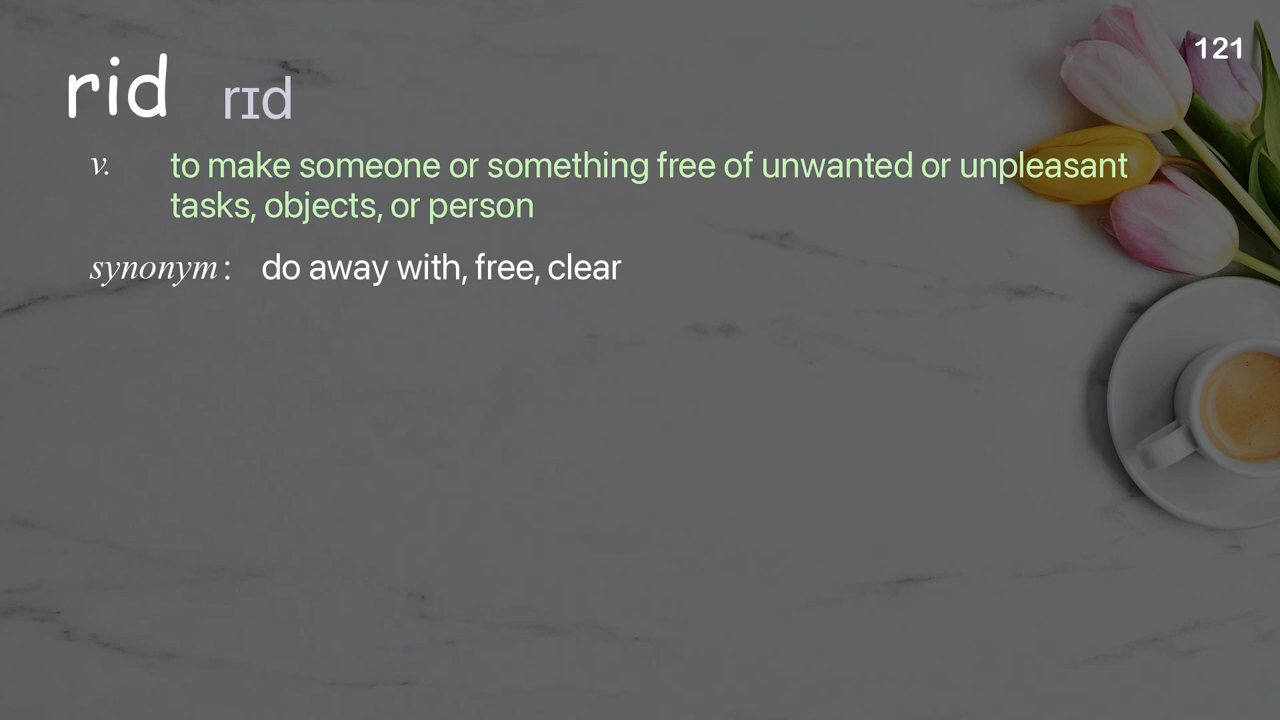 121
rid rɪd
v. to make someone or something free of unwanted or unpleasant
tasks, objects, or person
synonym : do away with, free, clear